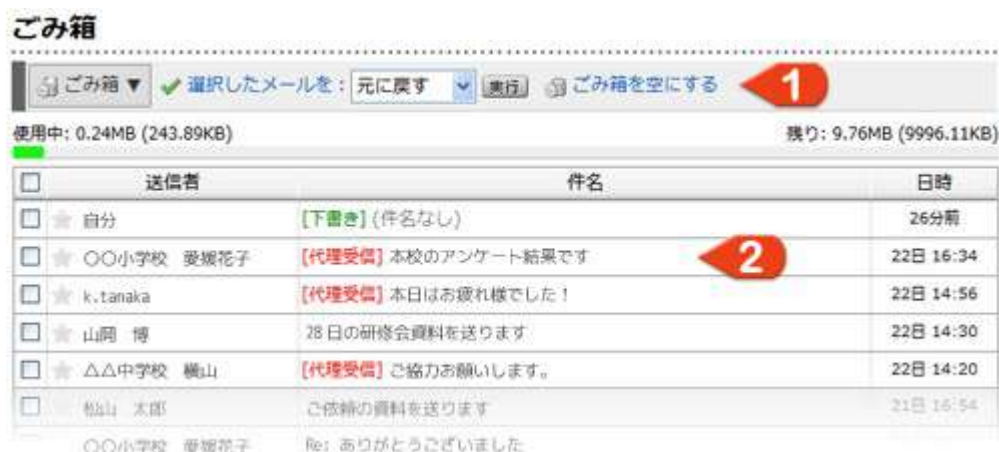 ごみ箱
ごみ箱 ▼ 選択したメールを： 元に戻す 実行 ごみ箱を空にする 1
使用中: 0.24MB (243.89KB) 残り: 9.76MB (9996.11KB)
送信者 件名 日時
自分 [下書き] (件名なし) 26分前
〇〇小学校 愛媛花子 [代理受信] 本校のアンケート結果です 2 22日 16:34
k.tanaka [代理受信] 本日はお疲れ様でした！ 22日 14:56
山岡 博 28日の研修会資料を送ります 22日 14:30
△△中学校 横山 [代理受信] ご協力お願いします。 22日 14:20
松山 太郎 ご依頼の資料を送ります 21日 16:54
〇〇小学校 愛媛花子 Re: ありがとうございました